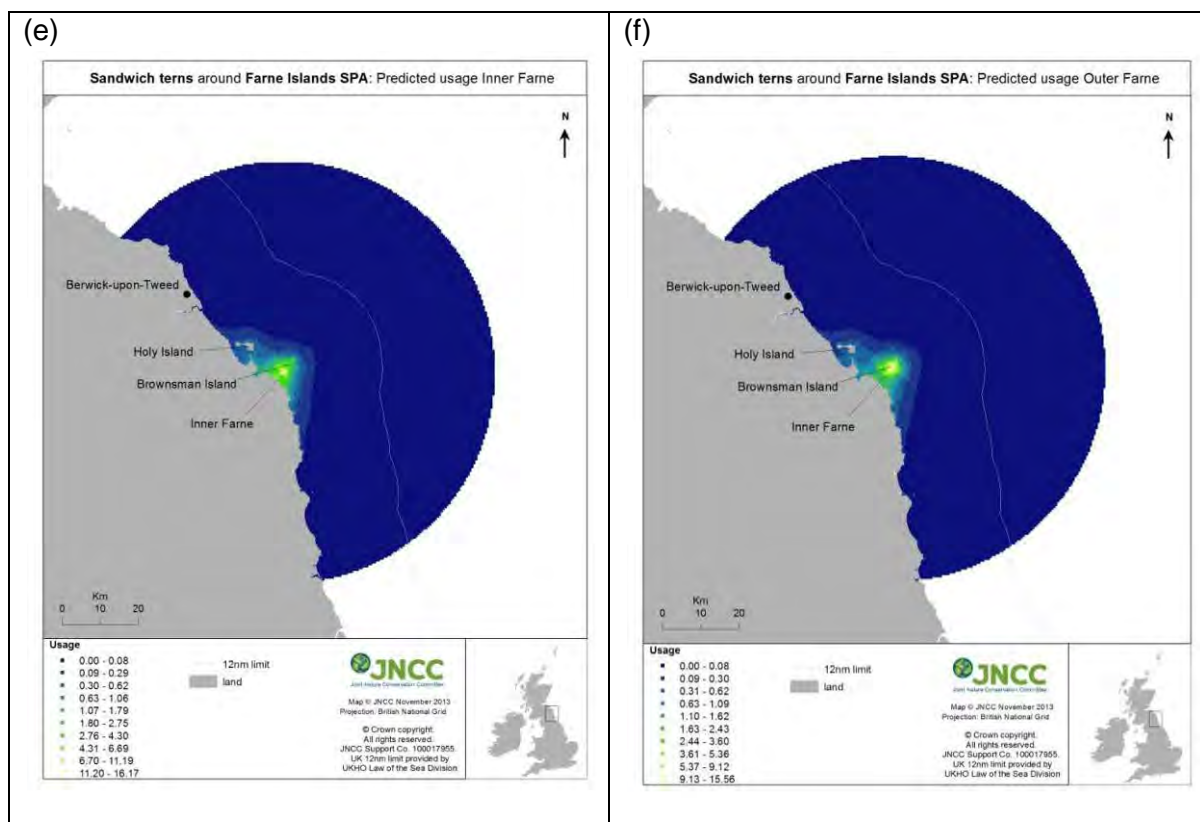 (e)
Sandwich terns around Farne Islands SPA: Predicted usage Inner Farne
N
Berwick-upon-Tweed
Holy Island
Brownsman Island
Inner Farne
Km
0 10 20
Usage
0.00 - 0.08
0.09 - 0.29
0.30 - 0.62
0.63 - 1.06
1.07 - 1.79
1.80 - 2.75
2.76 - 4.30
4.31 - 6.69
6.70 - 11.19
11.20 - 16.17
12nm limit
land
JNCC
Joint Nature Conservation Committee
Map © JNCC November 2013
Projection: British National Grid
© Crown copyright.
All rights reserved.
JNCC Support Co. 100017955.
UK 12nm limit provided by
UKHO Law of the Sea Division
(f)
Sandwich terns around Farne Islands SPA: Predicted usage Outer Farne
N
Berwick-upon-Tweed
Holy Island
Brownsman Island
Inner Farne
Km
0 10 20
Usage
0.00 - 0.08
0.09 - 0.30
0.31 - 0.62
0.63 - 1.09
1.10 - 1.62
1.63 - 2.43
2.44 - 3.60
3.61 - 5.36
5.37 - 9.12
9.13 - 15.56
12nm limit
land
JNCC
Joint Nature Conservation Committee
Map © JNCC November 2013
Projection: British National Grid
© Crown copyright.
All rights reserved.
JNCC Support Co. 100017955.
UK 12nm limit provided by
UKHO Law of the Sea Division